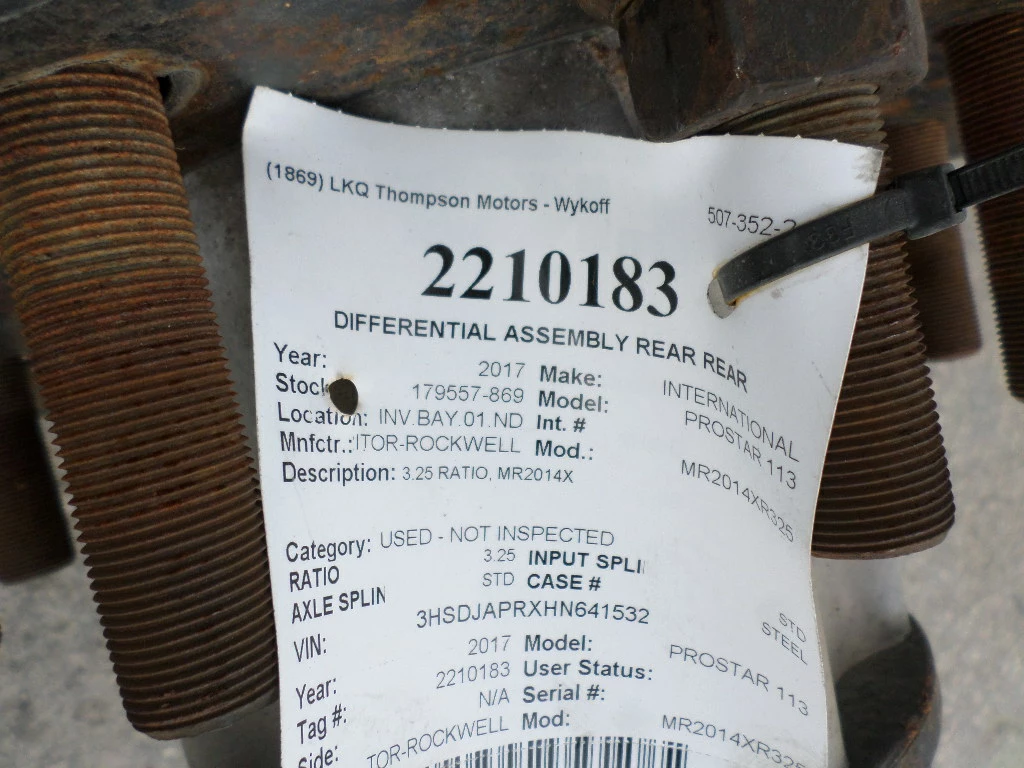 (1869) LKQ Thompson Motors - Wykoff 507-352-
2210183
DIFFERENTIAL ASSEMBLY REAR REAR
Year: 2017 Make: INTERNATIONAL
Stock 179557-869 Model: PROSTAR 113
Location: INV.BAY.01.ND Int. #
Mnfctr.: ITOR-ROCKWELL Mod.: MR2014XR325
Description: 3.25 RATIO, MR2014X
Category: USED - NOT INSPECTED
RATIO 3.25 INPUT SPLI STD
AXLE SPLIN STD CASE # STEEL
VIN: 3HSDJAPRXHN641532
Year: 2017 Model: PROSTAR 113
Tag #: 2210183 User Status:
Side: N/A Serial #:
TOR-ROCKWELL Mod: MR2014XR325